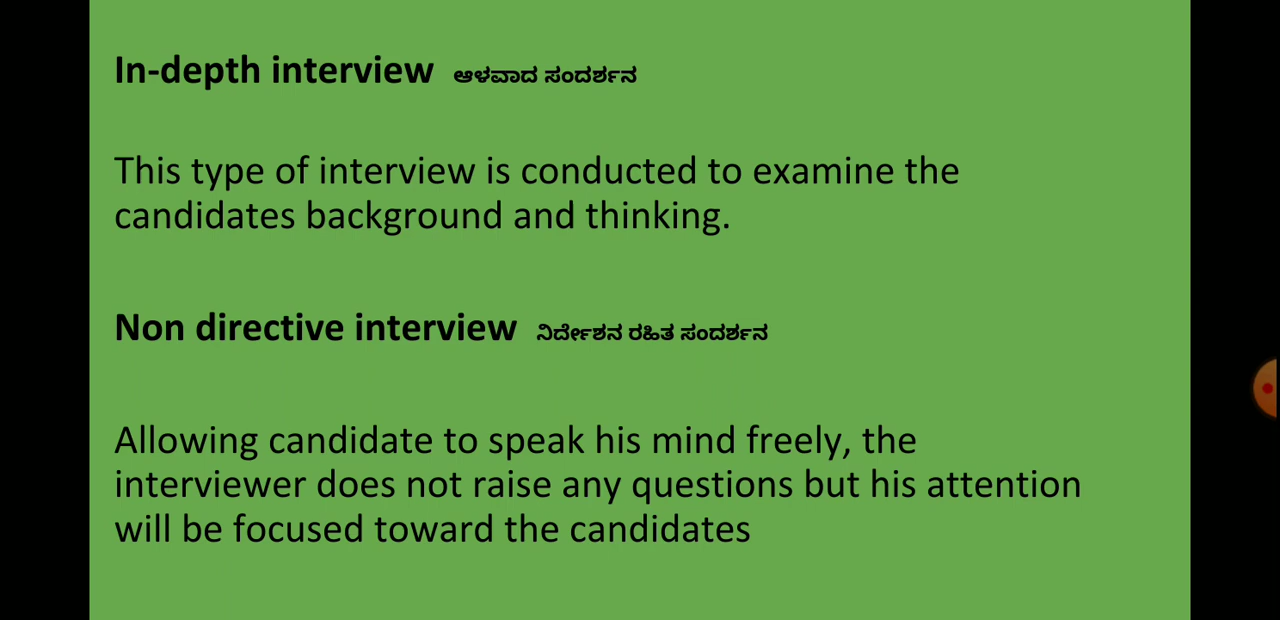 In-depth interview ಆಳವಾದ ಸಂದರ್ಶನ
This type of interview is conducted to examine the
candidates background and thinking.
Non directive interview ನಿರ್ದೇಶನ ರಹಿತ ಸಂದರ್ಶನ
Allowing candidate to speak his mind freely, the
interviewer does not raise any questions but his attention
will be focused toward the candidates